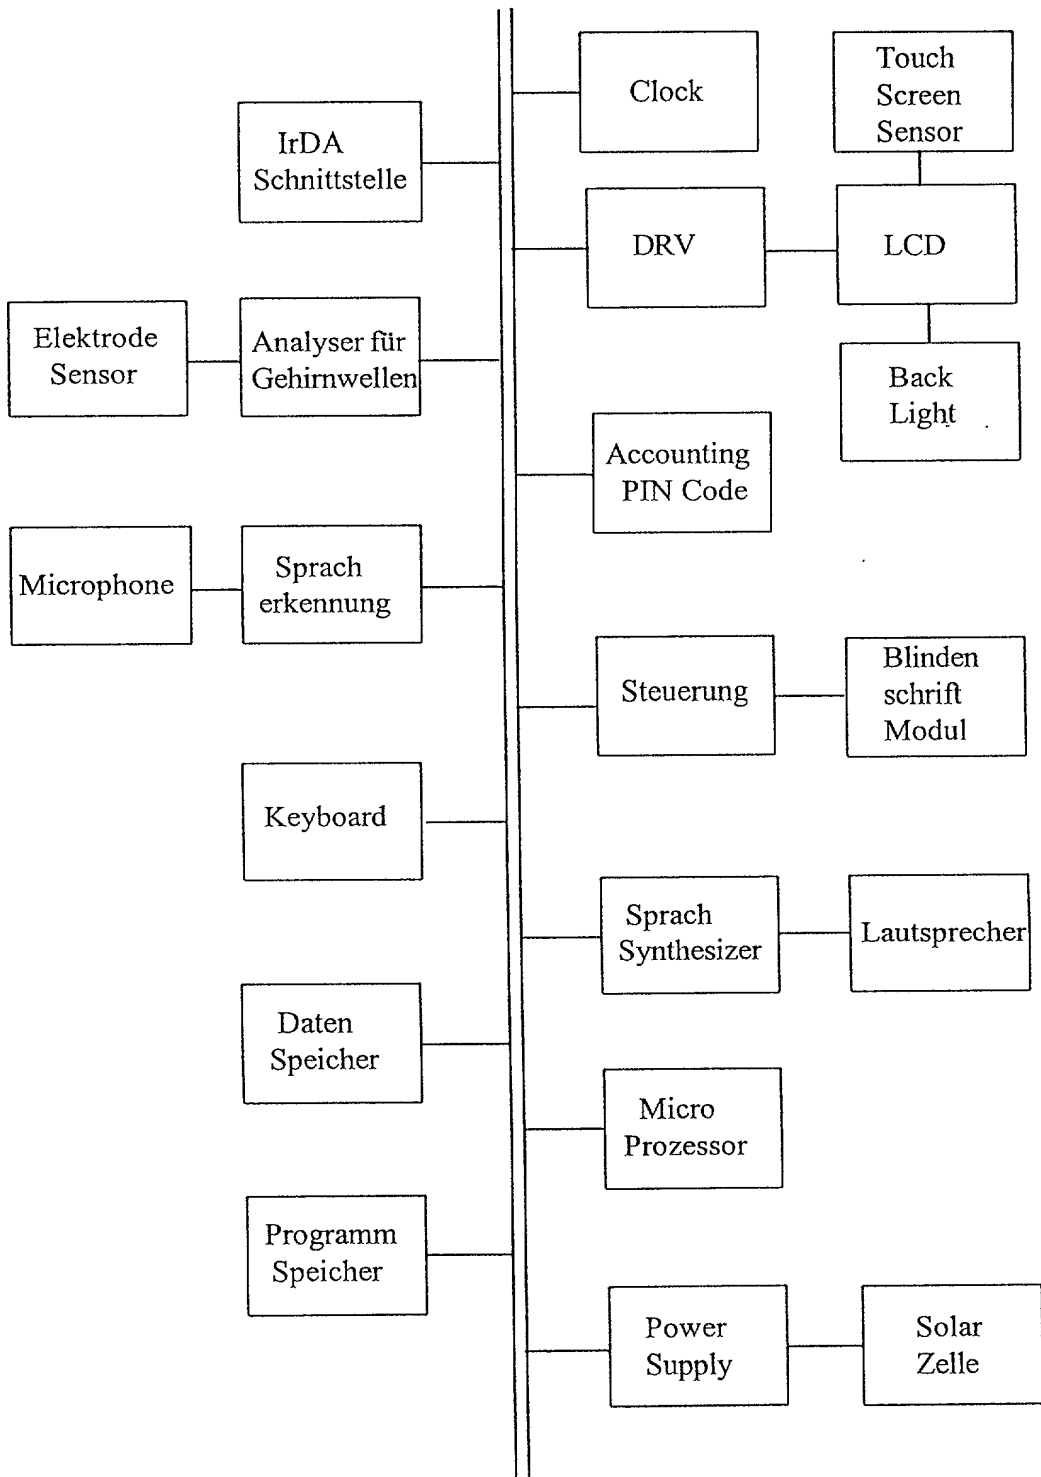 Clock
Touch
Screen
Sensor
IrDA
Schnittstelle
DRV
LCD
Elektrode
Sensor
Analyser für
Gehirnwellen
Back
Light
Accounting
PIN Code
Microphone
Sprach
erkennung
Steuerung
Blinden
schrift
Modul
Keyboard
Sprach
Synthesizer
Lautsprecher
Daten
Speicher
Micro
Prozessor
Programm
Speicher
Power
Supply
Solar
Zelle